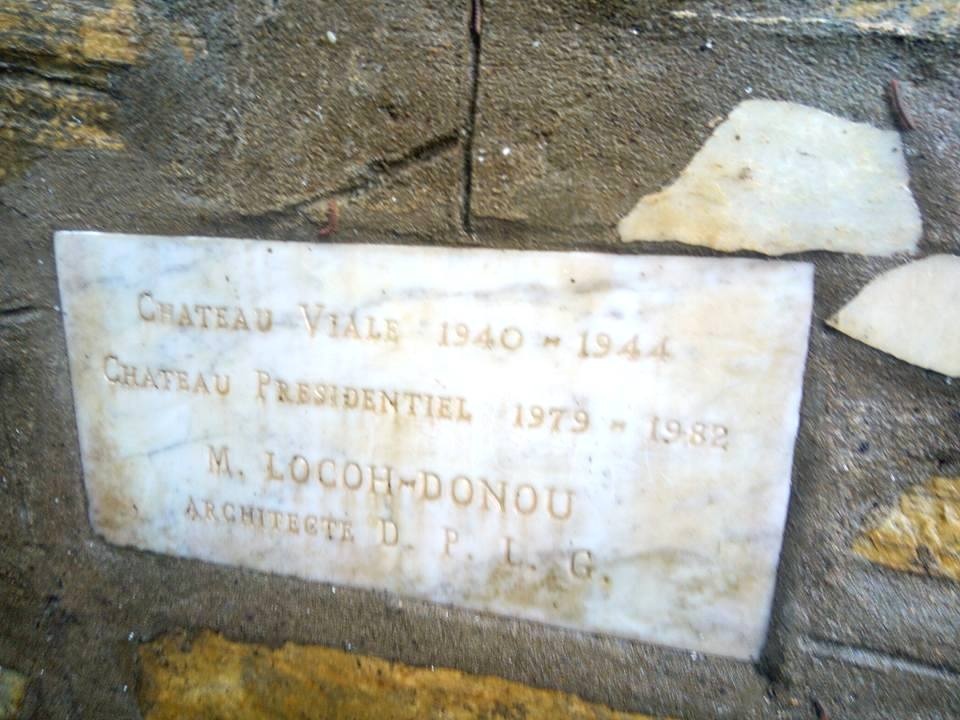 CHATEAU VIALE 1940 - 1944
CHATEAU PRESIDENTIEL 1979 - 1982
M. LOCOH-DONOU
ARCHITECTE D. P. L. G.